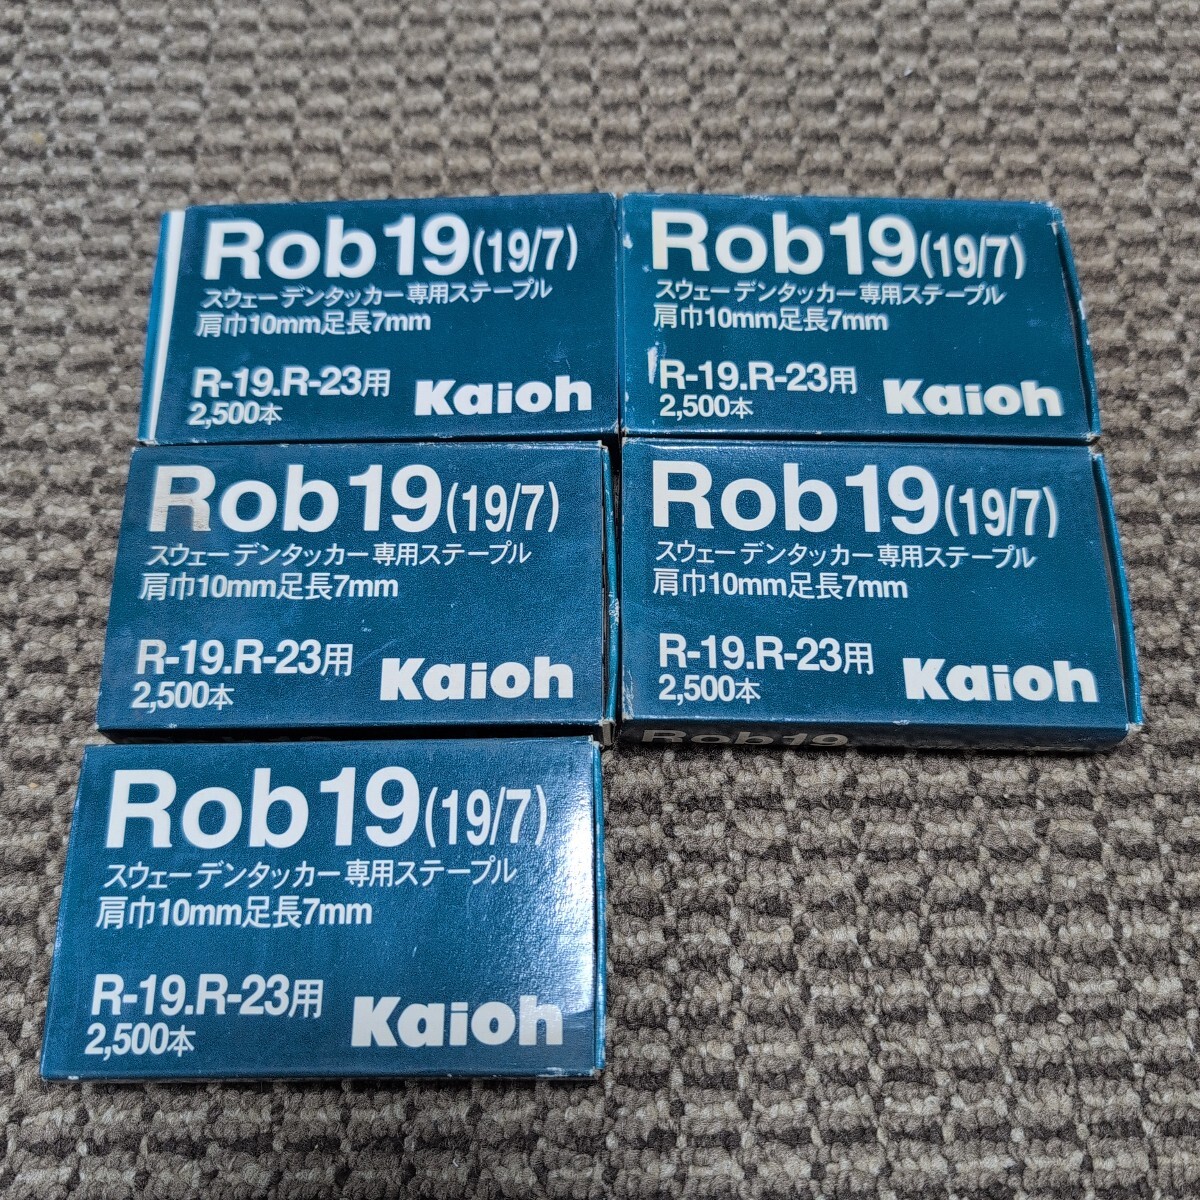 Rob19(19/7)
スウェーデンタッカー専用ステープル
肩巾10mm足長7mm
R-19.R-23用
2,500本
Kaioh
Rob19(19/7)
スウェーデンタッカー専用ステープル
肩巾10mm足長7mm
R-19.R-23用
2,500本
Kaioh
Rob19(19/7)
スウェーデンタッカー専用ステープル
肩巾10mm足長7mm
R-19.R-23用
2,500本
Kaioh
Rob19(19/7)
スウェーデンタッカー専用ステープル
肩巾10mm足長7mm
R-19.R-23用
2,500本
Kaioh
Rob19
Rob19(19/7)
スウェーデンタッカー専用ステープル
肩巾10mm足長7mm
R-19.R-23用
2,500本
Kaioh